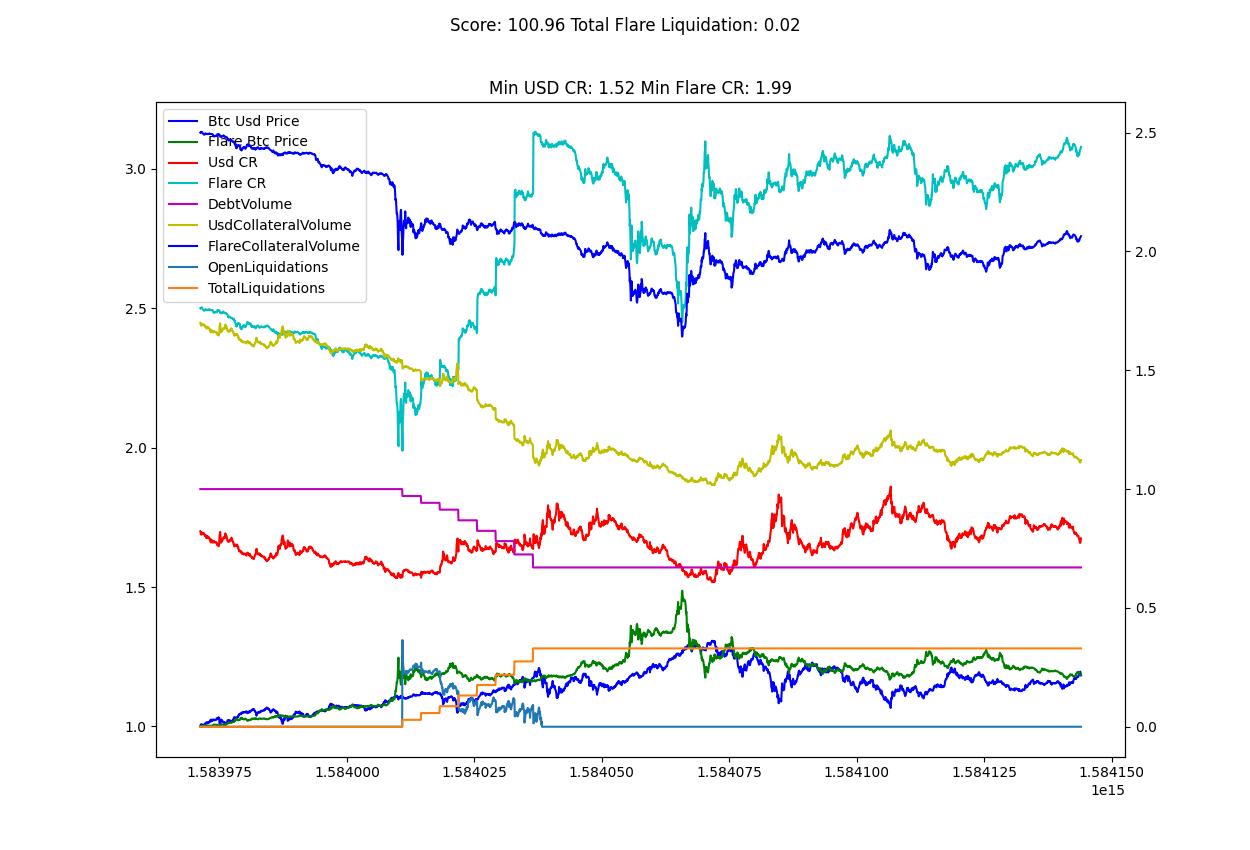 Score: 100.96 Total Flare Liquidation: 0.02
Min USD CR: 1.52 Min Flare CR: 1.99
Btc Usd Price
Flare Btc Price
Usd CR
Flare CR
DebtVolume
UsdCollateralVolume
FlareCollateralVolume
OpenLiquidations
TotalLiquidations
3.0
2.5
2.0
1.5
1.0
2.5
2.0
1.5
1.0
0.5
0.0
1.583975
1.584000
1.584025
1.584050
1.584075
1.584100
1.584125
1.584150
1e15